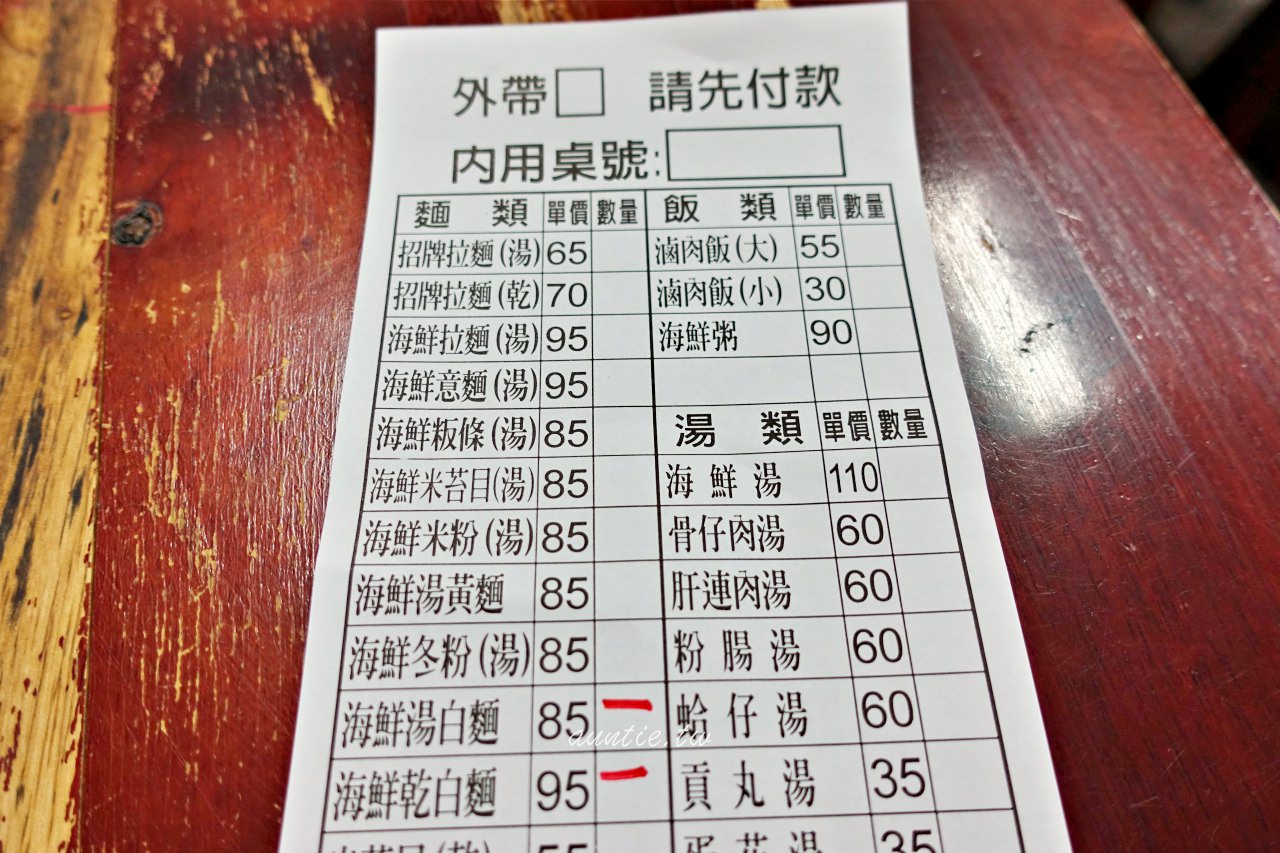 外帶 請先付款
內用桌號:
麵 類 單價 數量 飯 類 單價 數量
招牌拉麵(湯) 65 滷肉飯(大) 55
招牌拉麵(乾) 70 滷肉飯(小) 30
海鮮拉麵(湯) 95 海鮮粥 90
海鮮意麵(湯) 95
海鮮粄條(湯) 85 湯 類 單價 數量
海鮮米苔目(湯) 85 海鮮湯 110
海鮮米粉(湯) 85 骨仔肉湯 60
海鮮湯黃麵 85 肝連肉湯 60
海鮮冬粉(湯) 85 粉腸湯 60
海鮮湯白麵 85 一 蛤仔湯 60
auntie.tw
海鮮乾白麵 95 一 貢丸湯 35
(乾) 55 蛋花湯 35